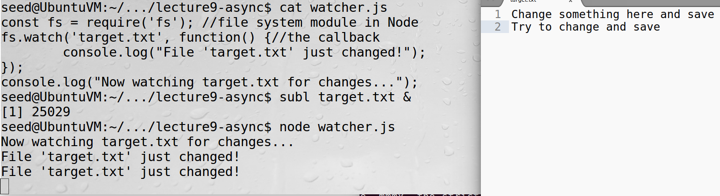 seed@UbuntuVM:~/.../lecture9-async$ cat watcher.js
const fs = require('fs'); //file system module in Node
fs.watch('target.txt', function() {//the callback
        console.log("File 'target.txt' just changed!");
});
console.log("Now watching target.txt for changes...");
seed@UbuntuVM:~/.../lecture9-async$ subl target.txt &
[1] 25029
seed@UbuntuVM:~/.../lecture9-async$ node watcher.js
Now watching target.txt for changes...
File 'target.txt' just changed!
File 'target.txt' just changed!
1 Change something here and save
2 Try to change and save